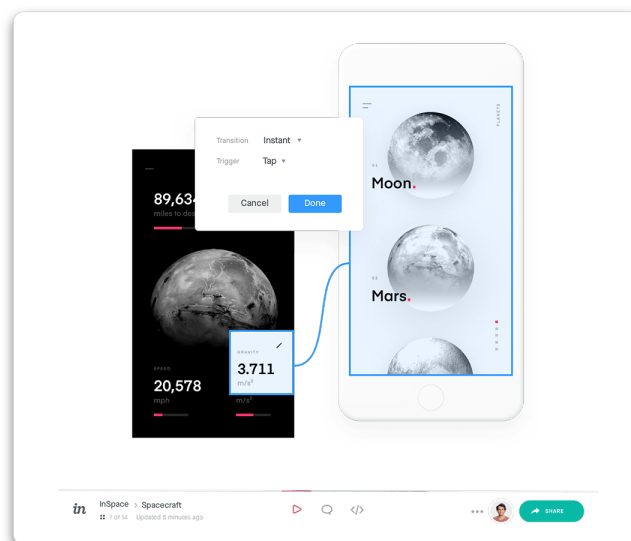 PLANETS
Transition Instant
Trigger Tap
Cancel Done
01
Moon.
89,634
miles to des
02
Mars.
GRAVITY
3.711
m/s²
SPEED
20,578
mph
m/s²
in
InSpace > Spacecraft
7 of 14 Updated 8 minutes ago
</>
SHARE